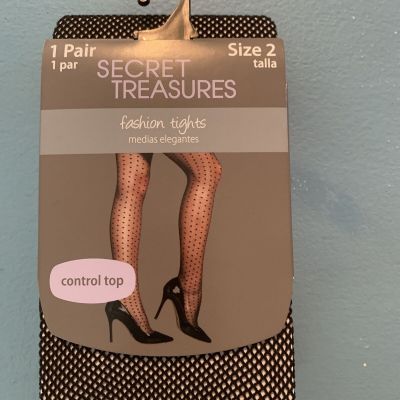 1 Pair
1 par
Size 2
talla
SECRET
TREASURES
fashion tights
medias elegantes
control top